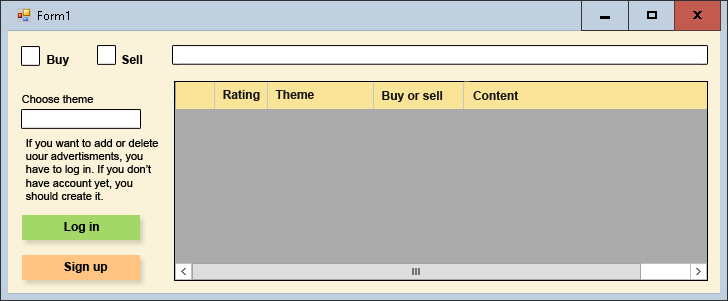 Form1
Buy
Sell
Choose theme
If you want to add or delete
uour advertisments, you
have to log in. If you don't
have account yet, you
should create it.
Log in
Sign up
Rating Theme Buy or sell Content